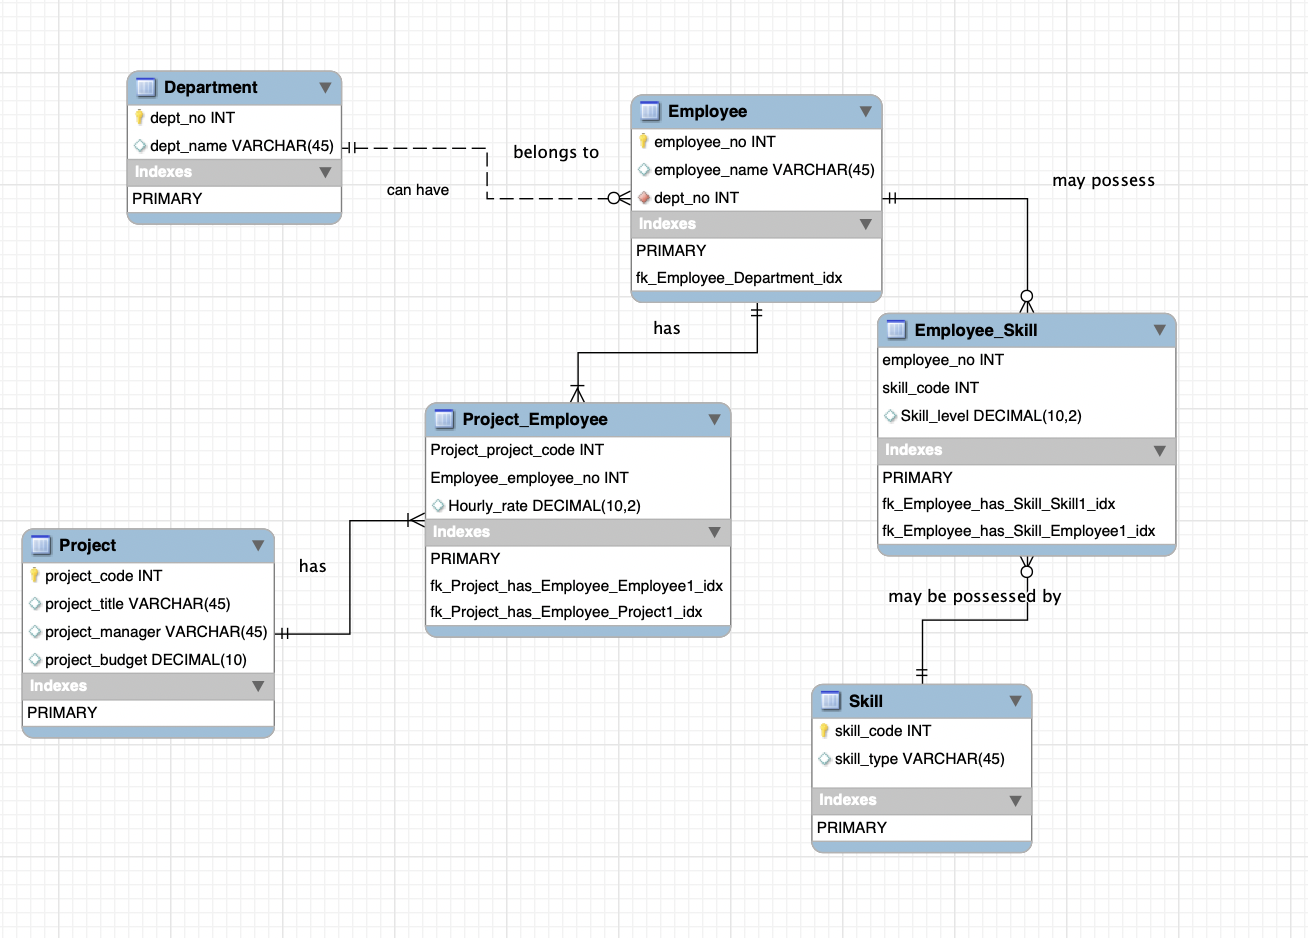 Department
dept_no INT
dept_name VARCHAR(45)
Indexes
PRIMARY
can have
belongs to
Employee
employee_no INT
employee_name VARCHAR(45)
dept_no INT
Indexes
PRIMARY
fk_Employee_Department_idx
may possess
has
Employee_Skill
employee_no INT
skill_code INT
Skill_level DECIMAL(10,2)
Indexes
PRIMARY
fk_Employee_has_Skill_Skill1_idx
fk_Employee_has_Skill_Employee1_idx
Project_Employee
Project_project_code INT
Employee_employee_no INT
Hourly_rate DECIMAL(10,2)
Indexes
PRIMARY
fk_Project_has_Employee_Employee1_idx
fk_Project_has_Employee_Project1_idx
Project
project_code INT
project_title VARCHAR(45)
project_manager VARCHAR(45)
project_budget DECIMAL(10)
Indexes
PRIMARY
has
may be possessed by
Skill
skill_code INT
skill_type VARCHAR(45)
Indexes
PRIMARY